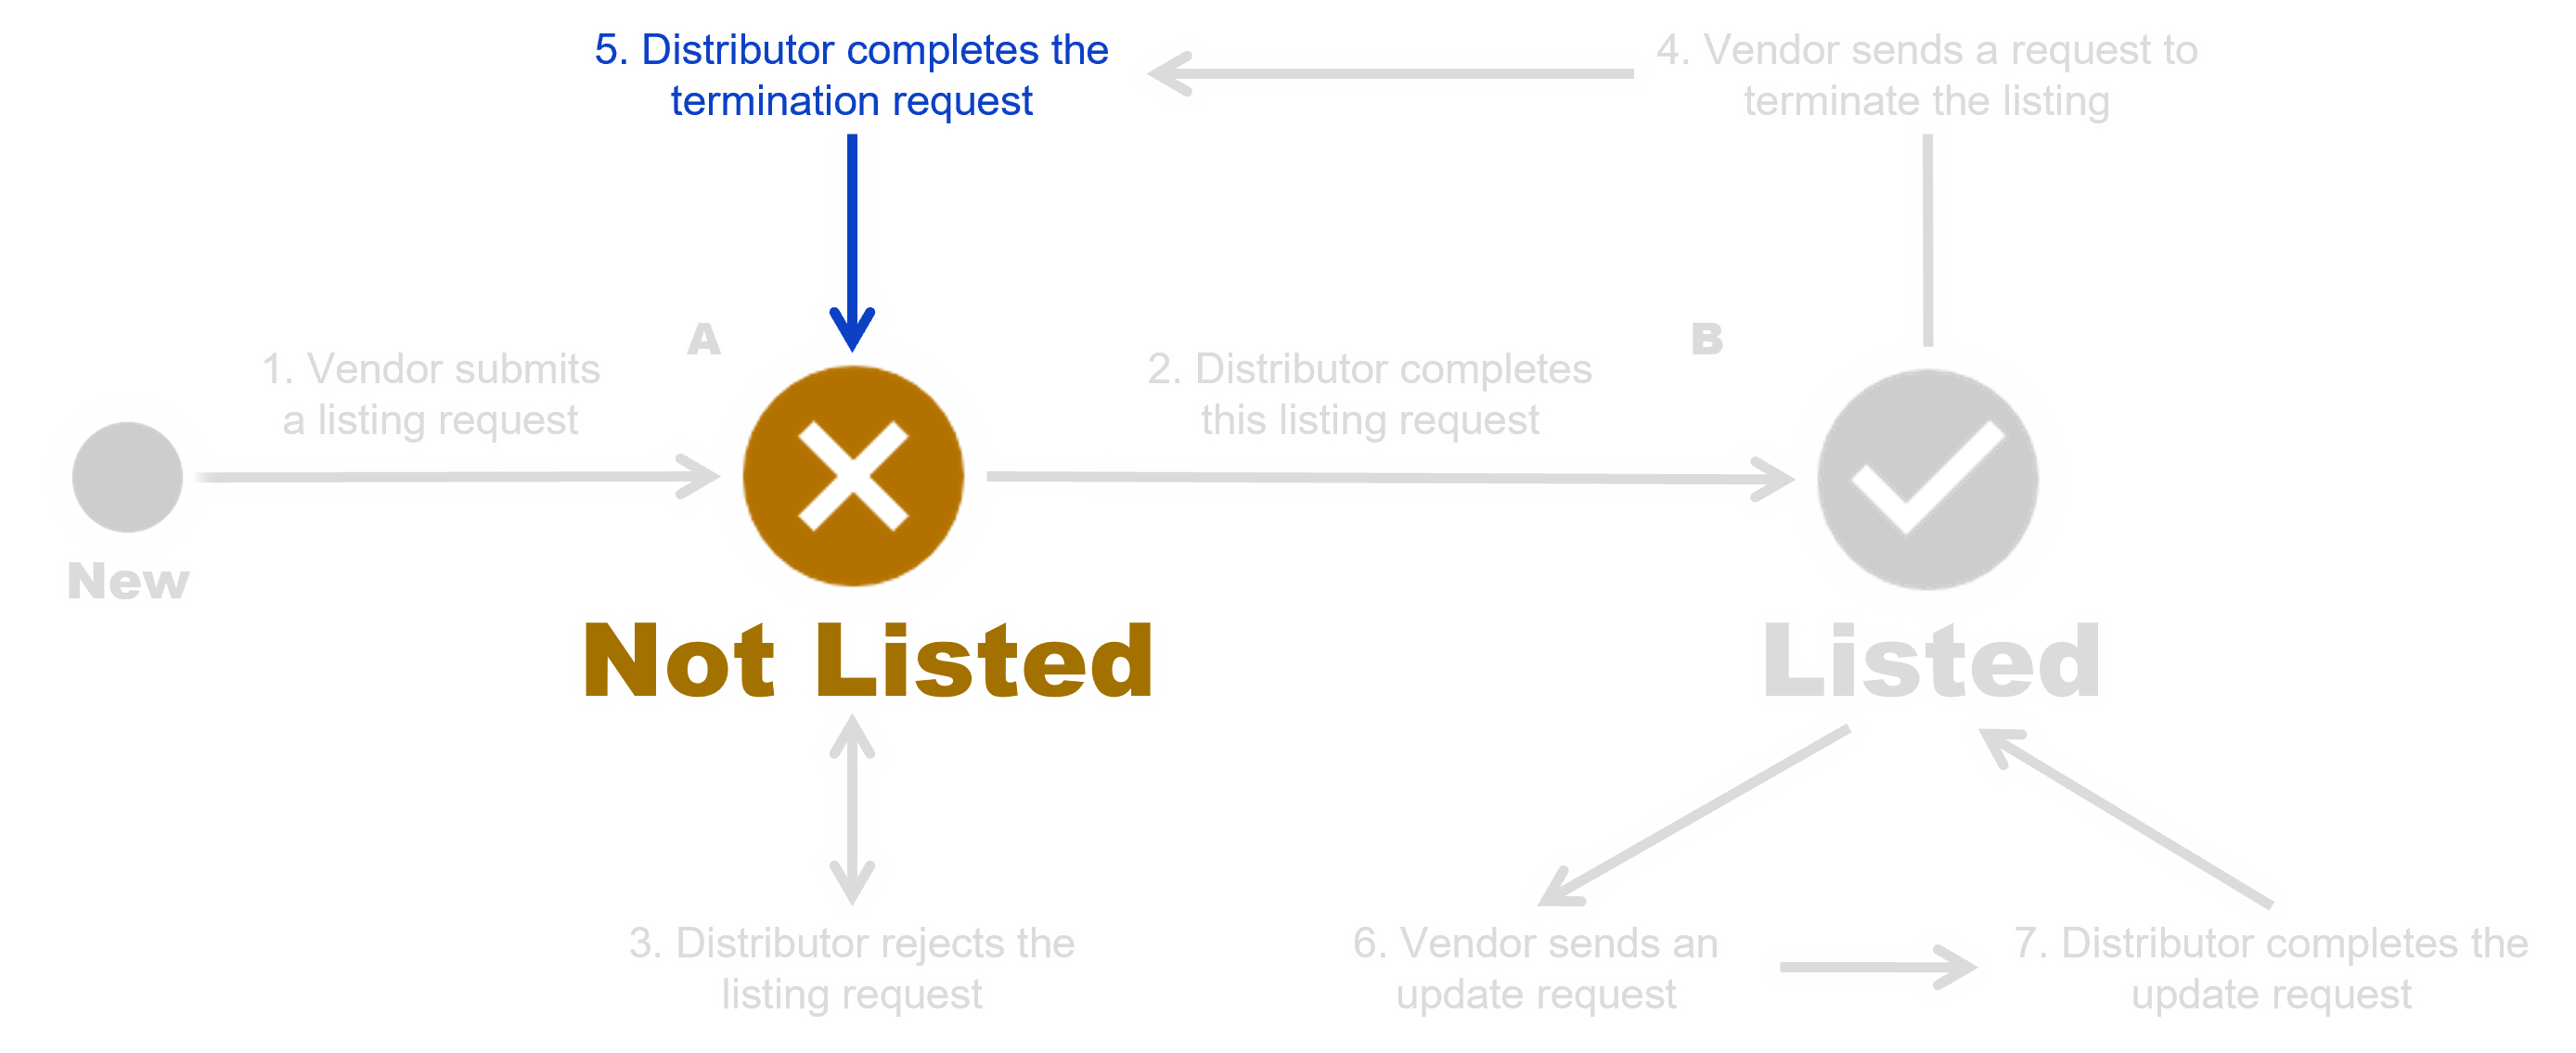 5. Distributor completes the
termination request
4. Vendor sends a request to
terminate the listing
A
B
1. Vendor submits
a listing request
2. Distributor completes
this listing request
New
Not Listed
Listed
3. Distributor rejects the
listing request
6. Vendor sends an
update request
7. Distributor completes the
update request